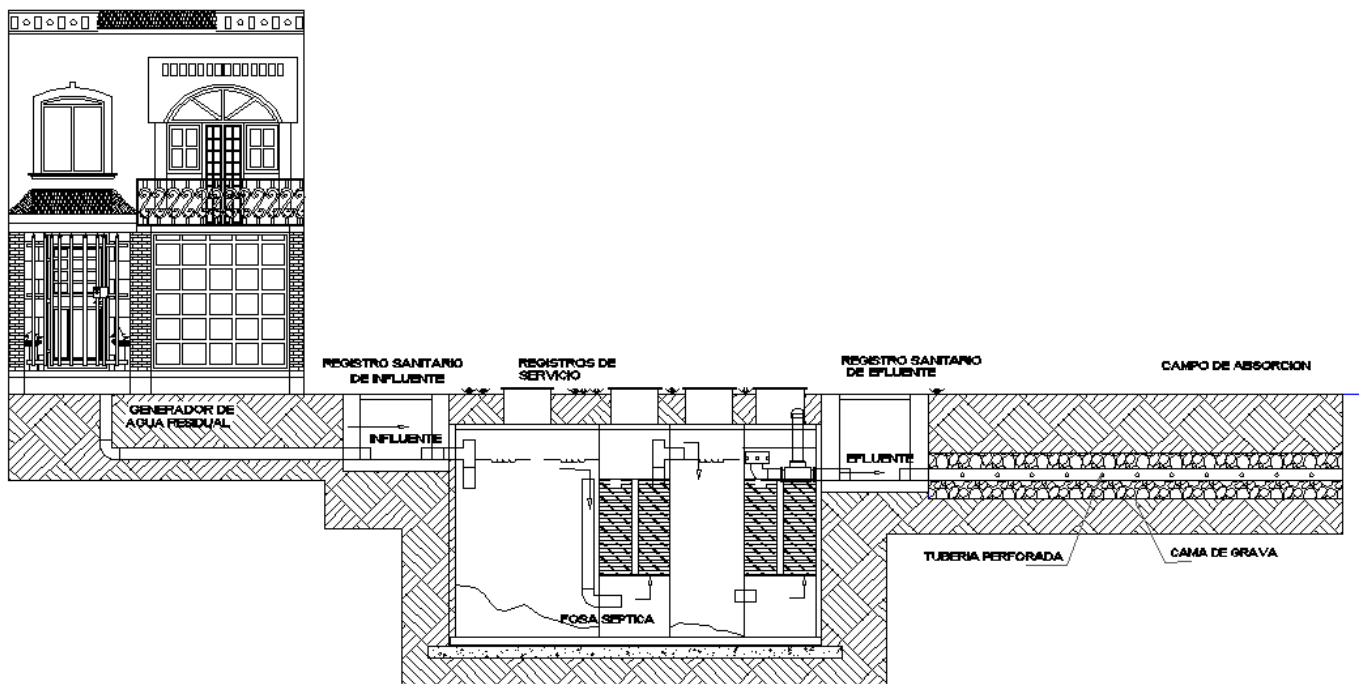 REGISTRO SANITARIO
DE INFLUENTE
REGISTROS DE
SERVICIO
REGISTRO SANITARIO
DE EFLUENTE
CAMPO DE ABSORCION
GENERADOR DE
AGUA RESIDUAL
INFLUENTE
EFLUENTE
TUBERIA PERFORADA
CAMA DE GRAVA
FOSA SEPTICA